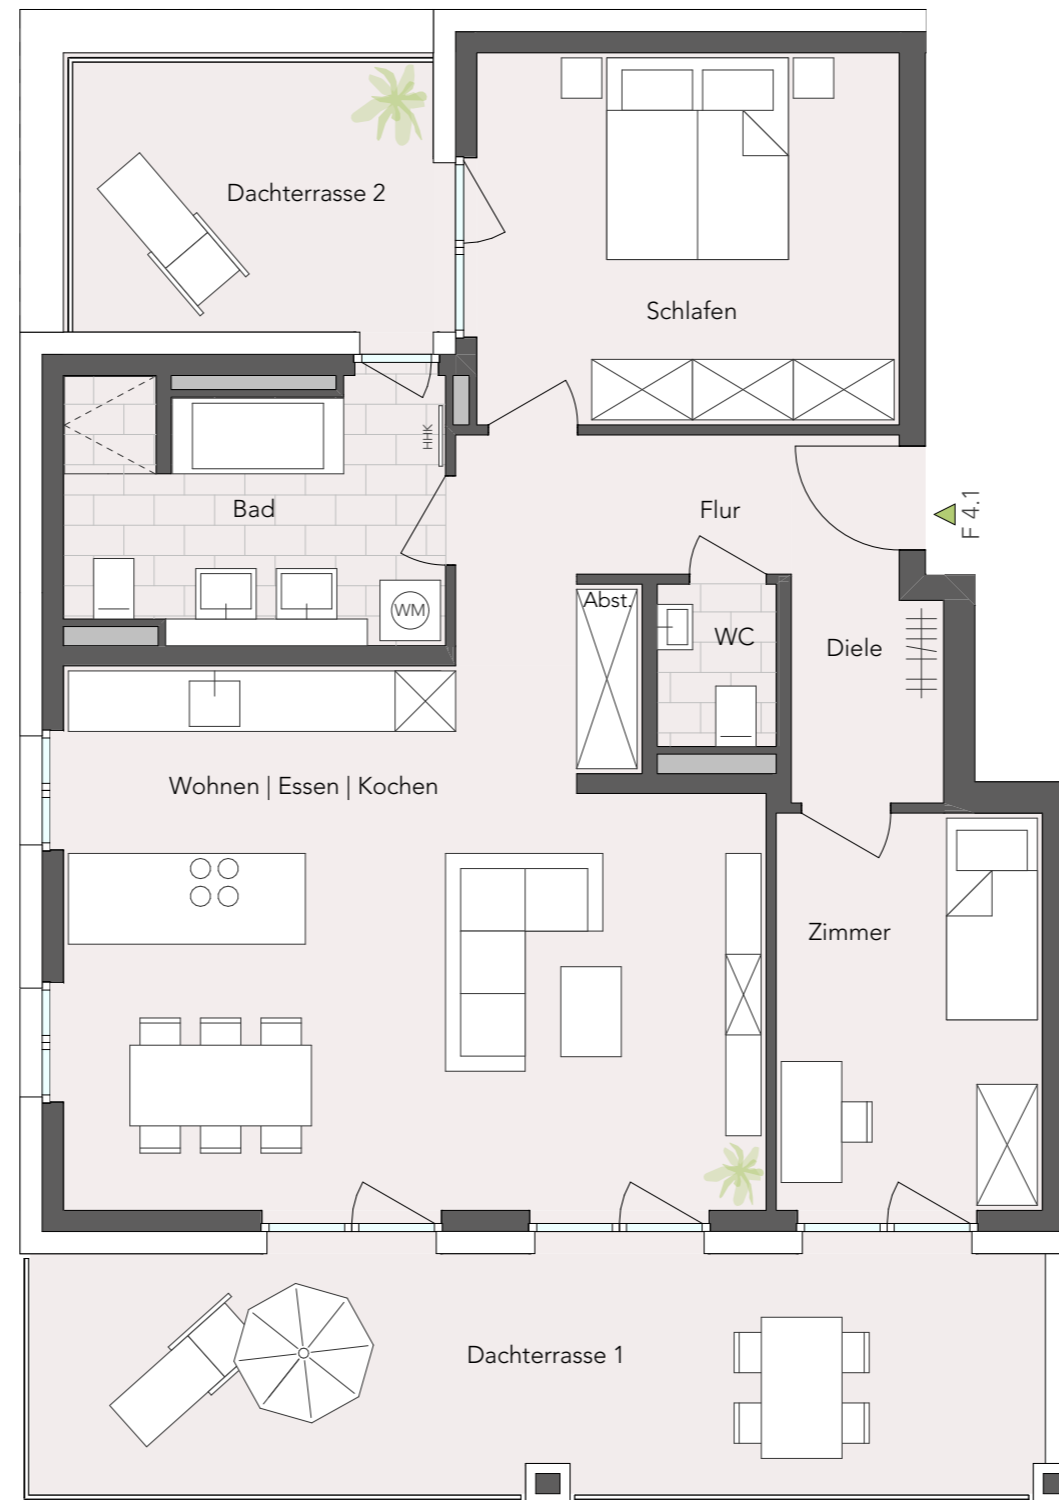 Dachterrasse 2
Schlafen
HHK
Bad
Flur
F 4.1
Abst.
WM
WC
Diele
Wohnen | Essen | Kochen
Zimmer
Dachterrasse 1